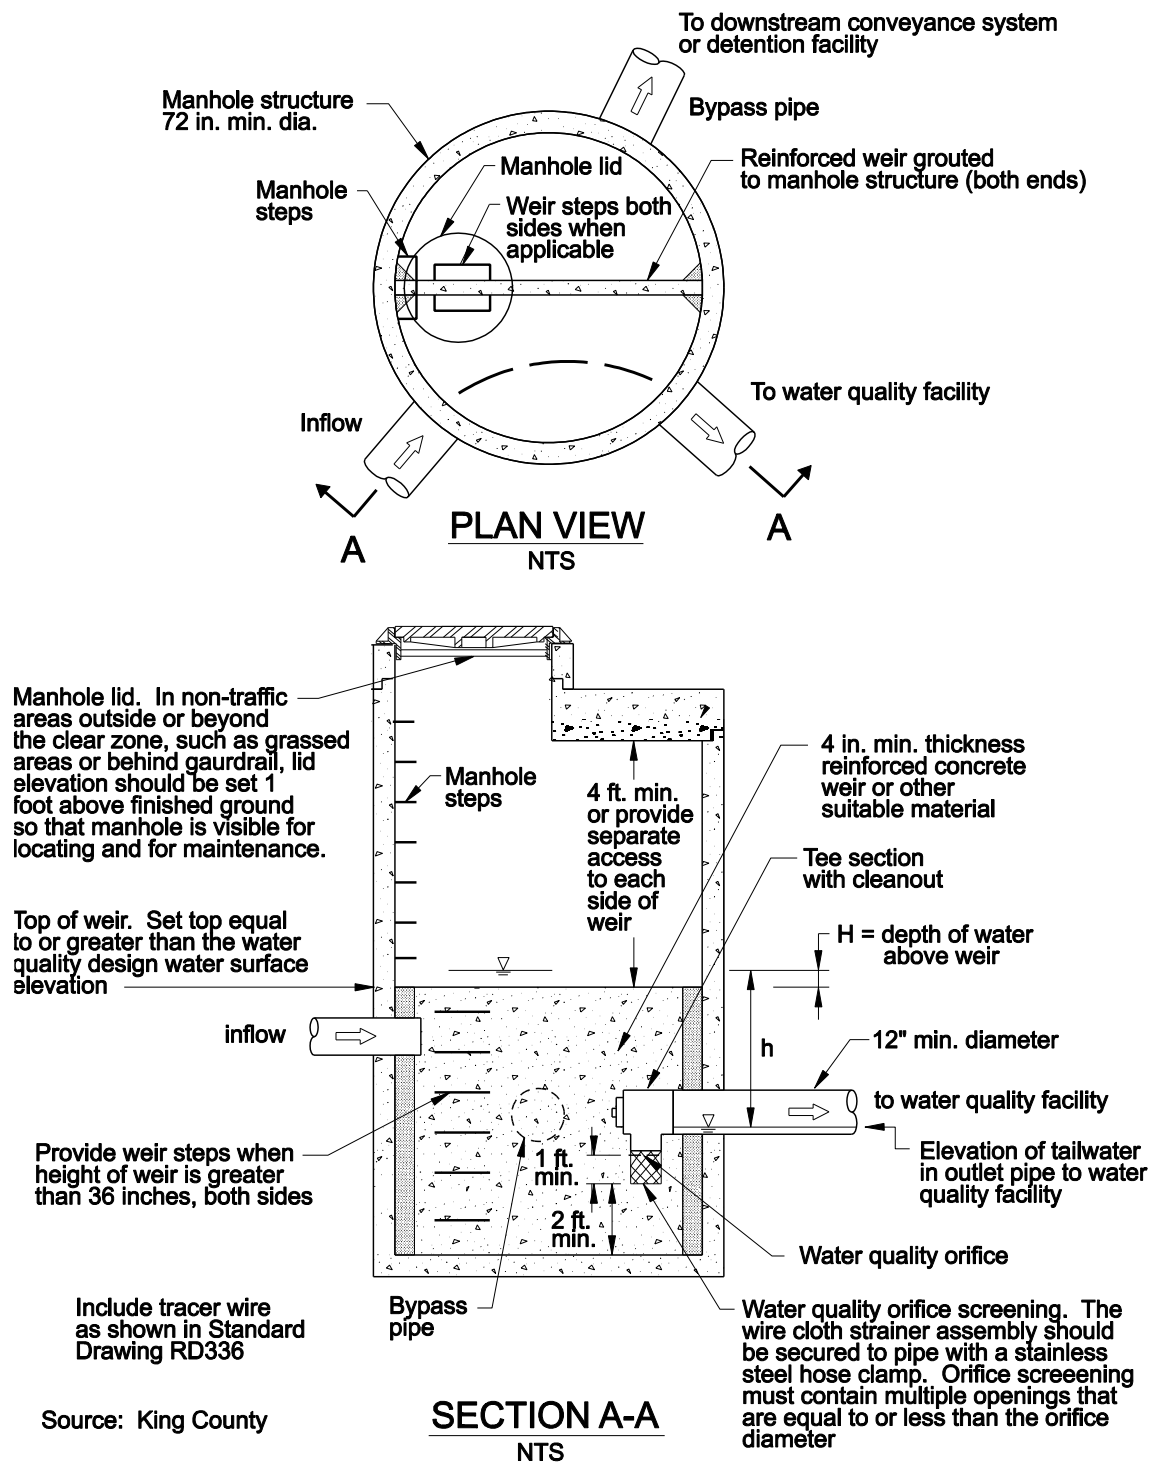 To downstream conveyance system
or detention facility
Manhole structure
72 in. min. dia.
Bypass pipe
Manhole lid
Reinforced weir grouted
to manhole structure (both ends)
Manhole
steps
Weir steps both
sides when
applicable
To water quality facility
Inflow
A
A
PLAN VIEW
NTS
Manhole lid. In non-traffic
areas outside or beyond
the clear zone, such as grassed
areas or behind gaurdrail, lid
elevation should be set 1
foot above finished ground
so that manhole is visible for
locating and for maintenance.
Manhole
steps
4 ft. min.
or provide
separate
access
to each
side of
weir
4 in. min. thickness
reinforced concrete
weir or other
suitable material
Tee section
with cleanout
Top of weir. Set top equal
to or greater than the water
quality design water surface
elevation
H = depth of water
above weir
inflow
h
12" min. diameter
to water quality facility
Provide weir steps when
height of weir is greater
than 36 inches, both sides
1 ft.
min.
Elevation of tailwater
in outlet pipe to water
quality facility
2 ft.
min.
Water quality orifice
Include tracer wire
as shown in Standard
Drawing RD336
Bypass
pipe
Water quality orifice screening. The
wire cloth strainer assembly should
be secured to pipe with a stainless
steel hose clamp. Orifice screeening
must contain multiple openings that
are equal to or less than the orifice
diameter
Source: King County
SECTION A-A
NTS